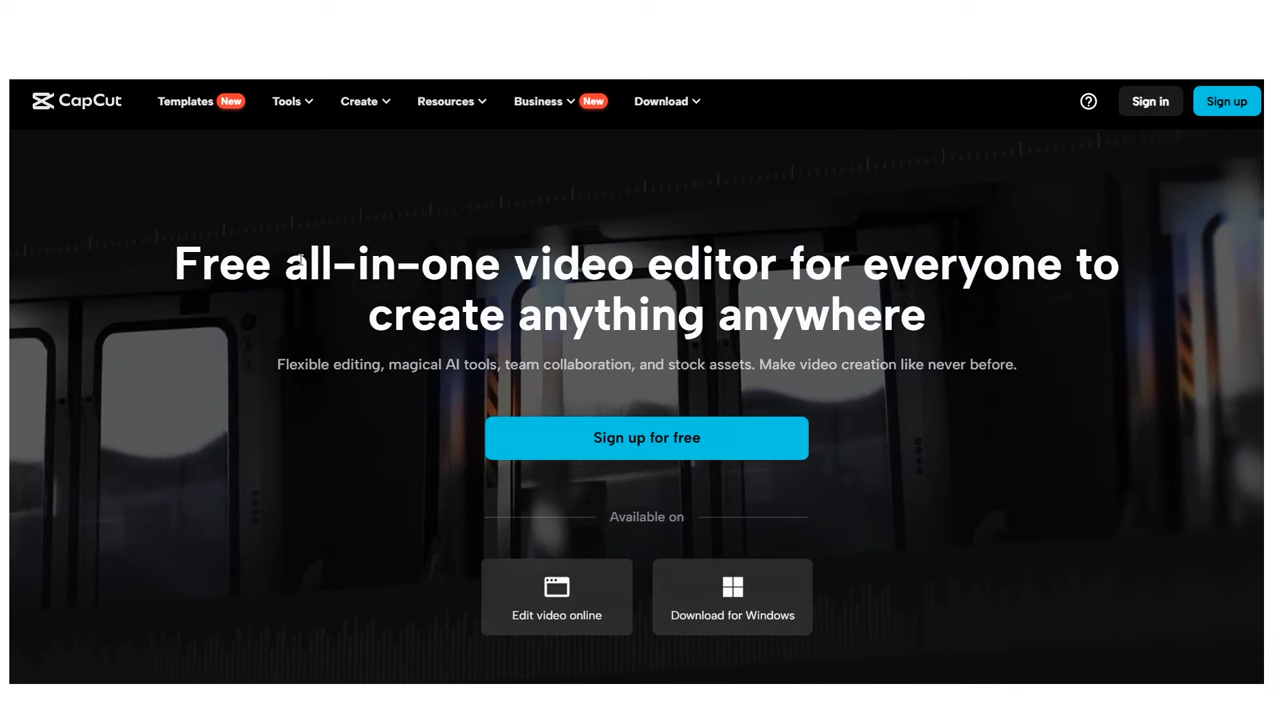 CapCut Templates New Tools Create Resources Business New Download Sign in Sign up
Free all-in-one video editor for everyone to
create anything anywhere
Flexible editing, magical AI tools, team collaboration, and stock assets. Make video creation like never before.
Sign up for free
Available on
Edit video online Download for Windows